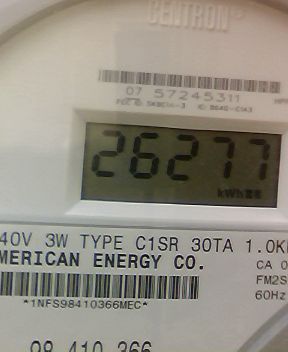 CENTRON
07 57245311
26277
kWh
40V 3W TYPE C1SR 30TA 1.0K
MERICAN ENERGY CO.
CA 0
FM2S
*1NFS98410366MEC*
60Hz
98 410 366